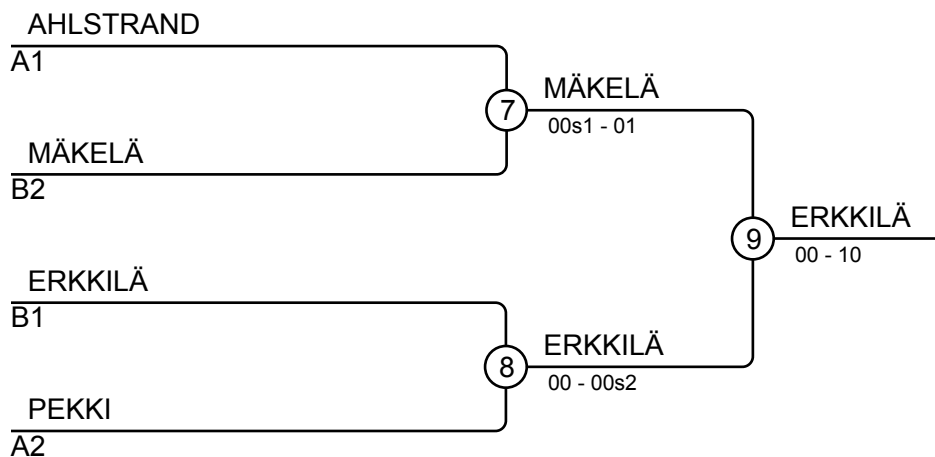 AHLSTRAND
A1
7
MÄKELÄ
00s1 - 01
MÄKELÄ
B2
9
ERKKILÄ
00 - 10
ERKKILÄ
B1
8
ERKKILÄ
00 - 00s2
PEKKI
A2